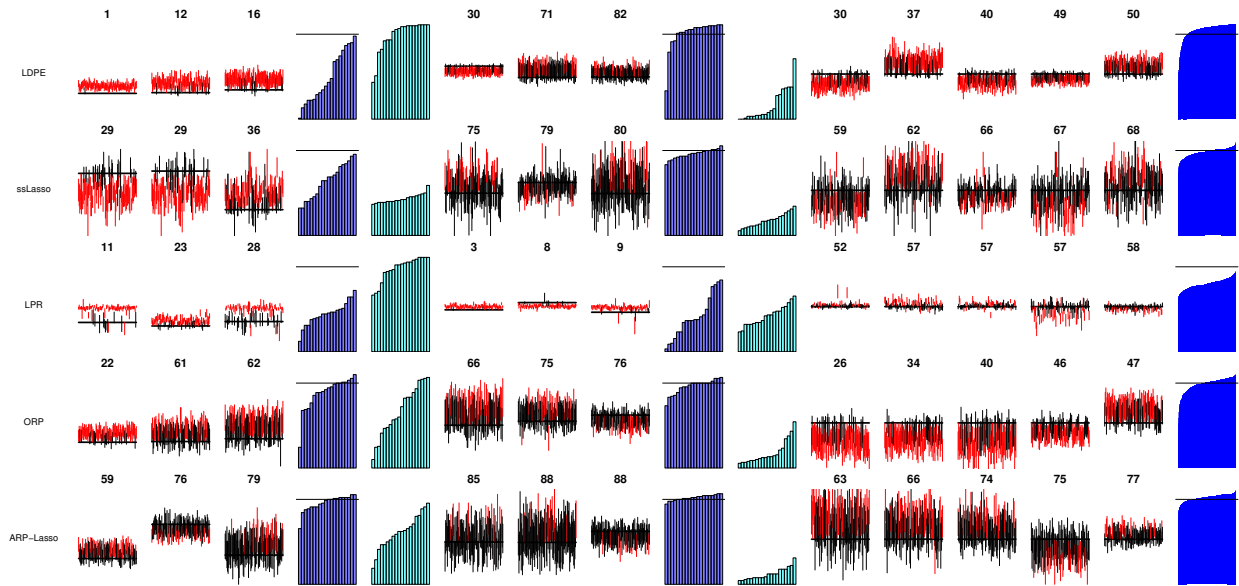 1 12 16 30 71 82 30 37 40 49 50
LDPE
29 29 36 75 79 80 59 62 66 67 68
ssLasso
11 23 28 3 8 9 52 57 57 57 58
LPR
22 61 62 66 75 76 26 34 40 46 47
ORP
59 76 79 85 88 88 63 66 74 75 77
ARP−Lasso